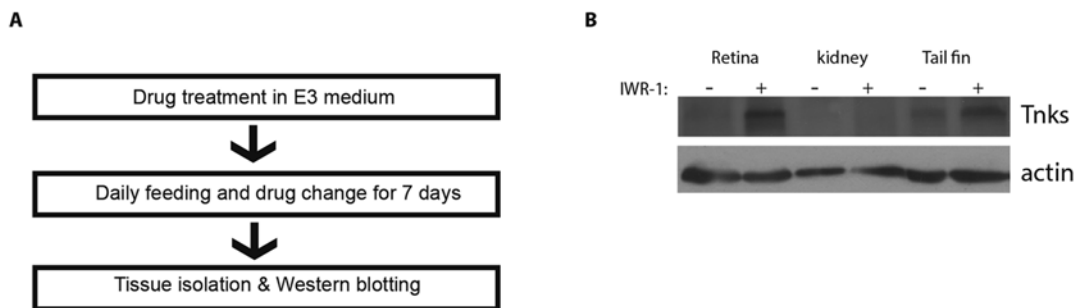 A
Drug treatment in E3 medium
Daily feeding and drug change for 7 days
Tissue isolation & Western blotting
B
Retina kidney Tail fin
IWR-1: - + - + - +
Tnks
actin